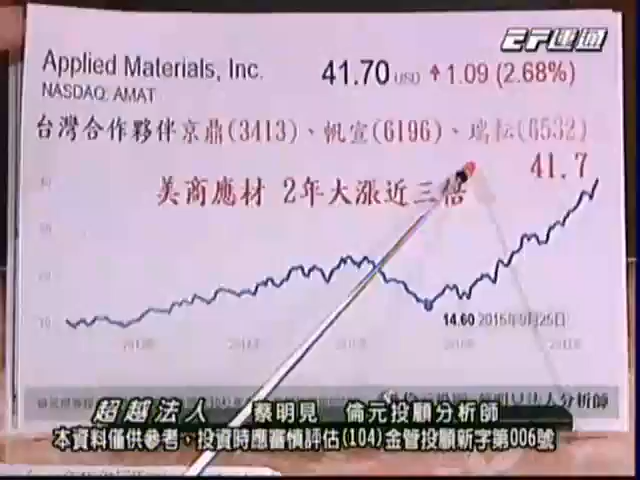 Applied Materials, Inc.
41.70 USD ↑1.09 (2.68%)
NASDAQ: AMAT
台灣合作夥伴京鼎(3413)、帆宣(6196)、瑞耘(6532)
41.7
美商應材 2年大漲近三倍
14.60 2015年9月25日
超越法人 蔡明見 倫元投顧分析師
本資料僅供參考、投資時應審慎評估(104)金管投顧新字第006號